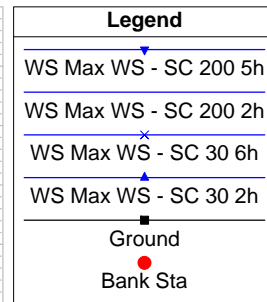 Legend
WS Max WS - SC 200 5h
WS Max WS - SC 200 2h
WS Max WS - SC 30 6h
WS Max WS - SC 30 2h
Ground
Bank Sta